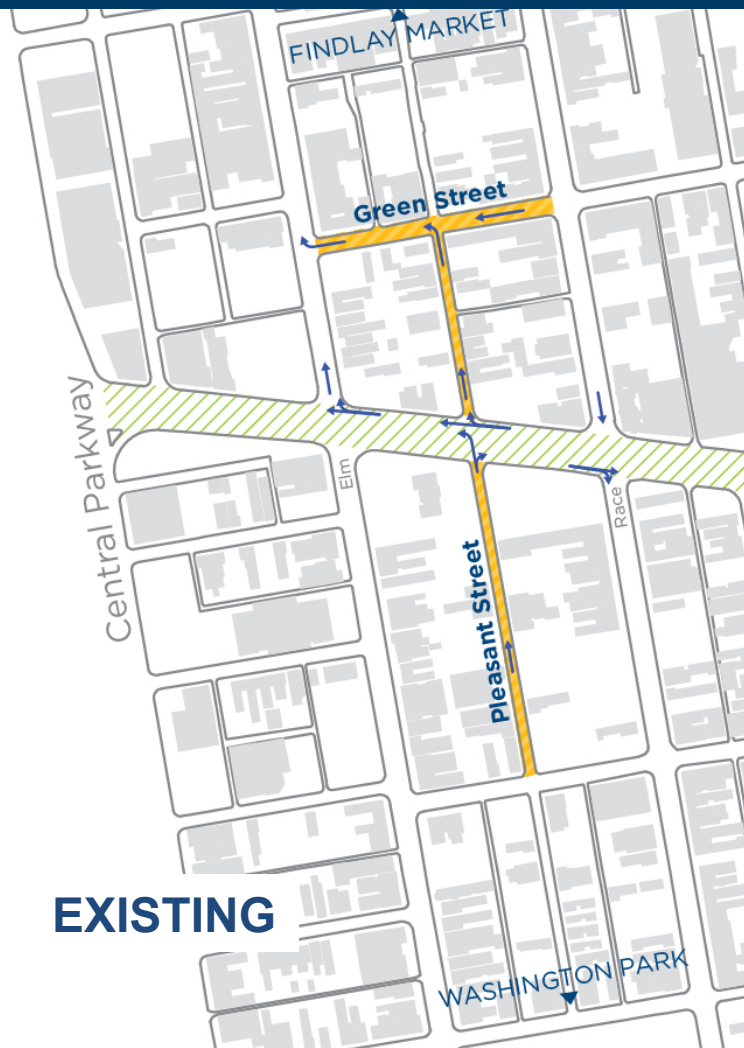 FINDLAY MARKET
Green Street
Central Parkway
Elm
Race
Pleasant Street
EXISTING
WASHINGTON PARK